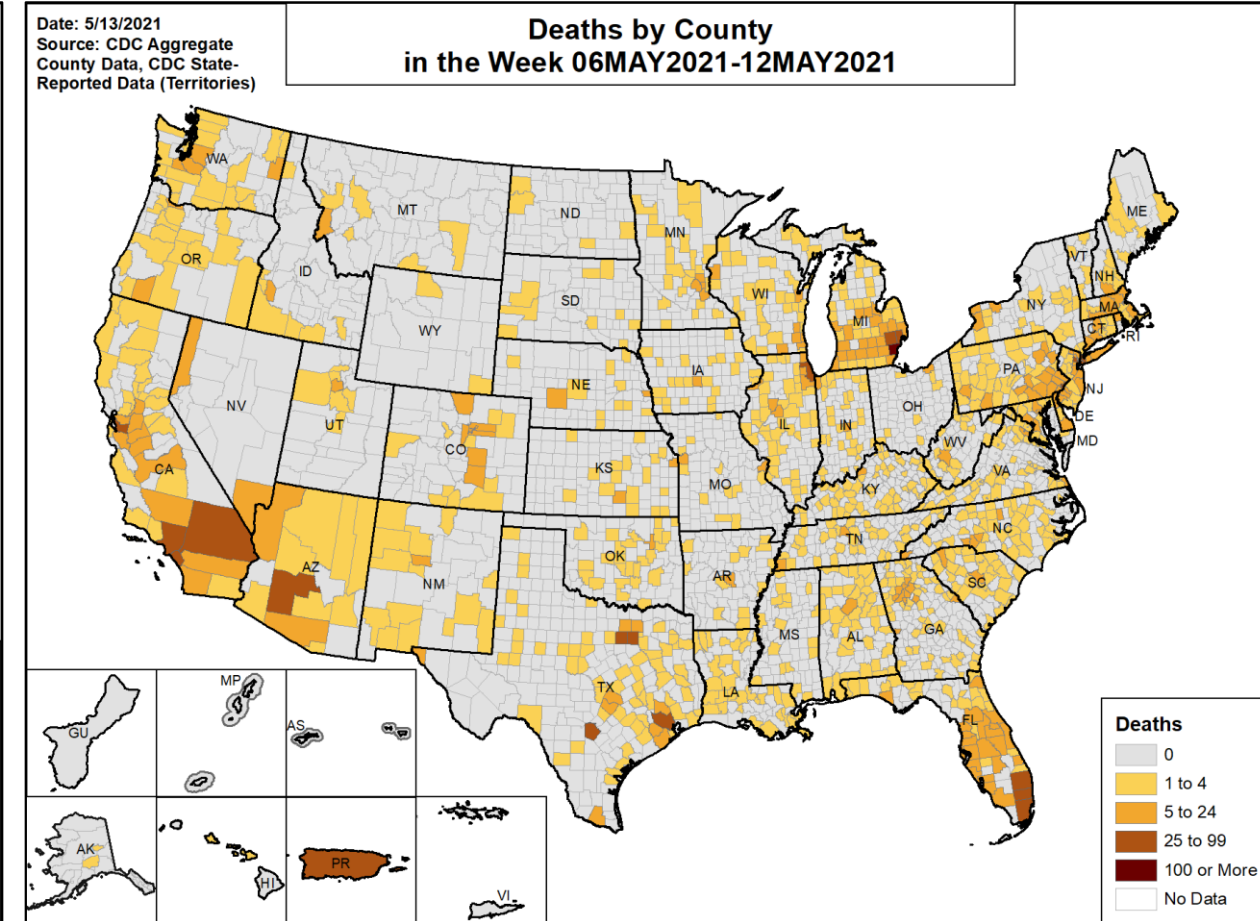 Date: 5/13/2021
Source: CDC Aggregate
County Data, CDC State-
Reported Data (Territories)
Deaths by County
in the Week 06MAY2021-12MAY2021
WA
MT
ND
MN
ME
OR
ID
SD
WI
MI
VT
NH
NY
MA
CT
RI
WY
IA
NE
PA
NJ
NV
UT
CO
IL
IN
OH
DE
MD
WV
CA
KS
MO
KY
VA
AZ
NM
OK
AR
TN
NC
SC
MS
AL
GA
TX
LA
FL
MP
GU
AS
AK
HI
PR
VI
Deaths
0
1 to 4
5 to 24
25 to 99
100 or More
No Data